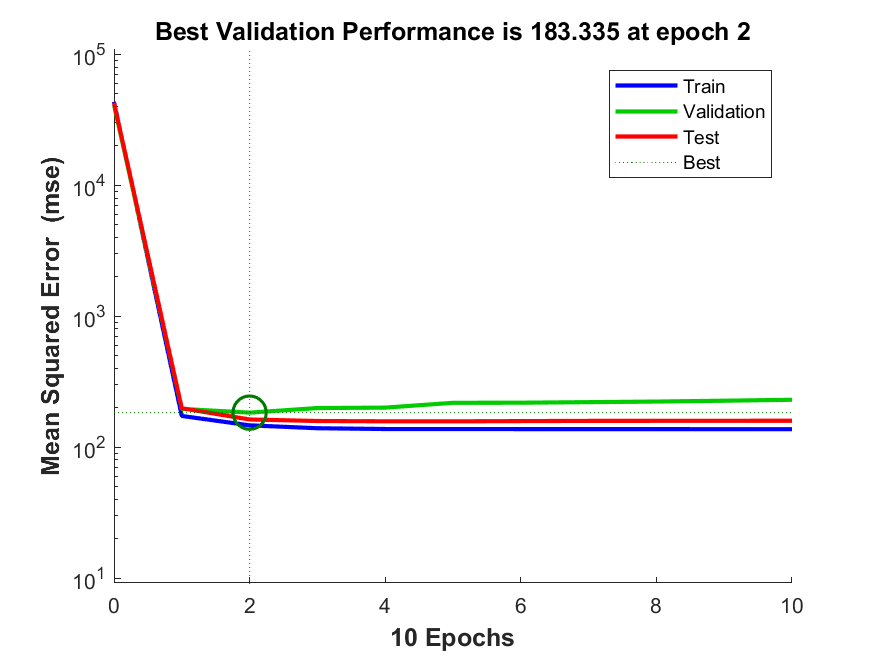 Best Validation Performance is 183.335 at epoch 2
Train
Validation
Test
Best
Mean Squared Error (mse)
10^5
10^4
10^3
10^2
10^1
0 2 4 6 8 10
10 Epochs